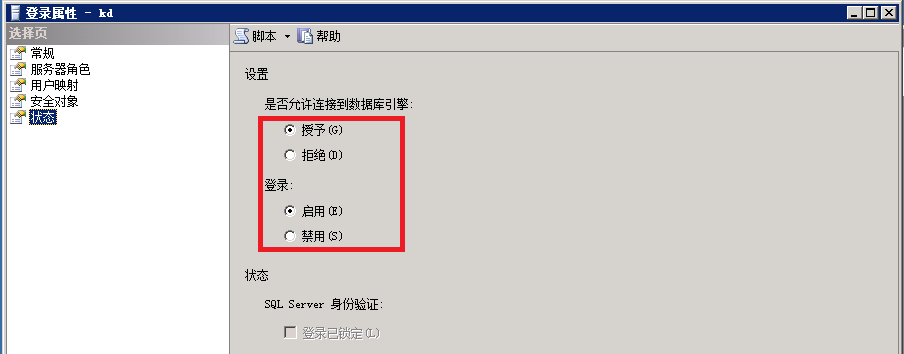 登录属性 - kd
选择页
常规
服务器角色
用户映射
安全对象
状态
脚本 帮助
设置
是否允许连接到数据库引擎:
授予(G)
拒绝(D)
登录:
启用(E)
禁用(S)
状态
SQL Server 身份验证:
登录已锁定(L)